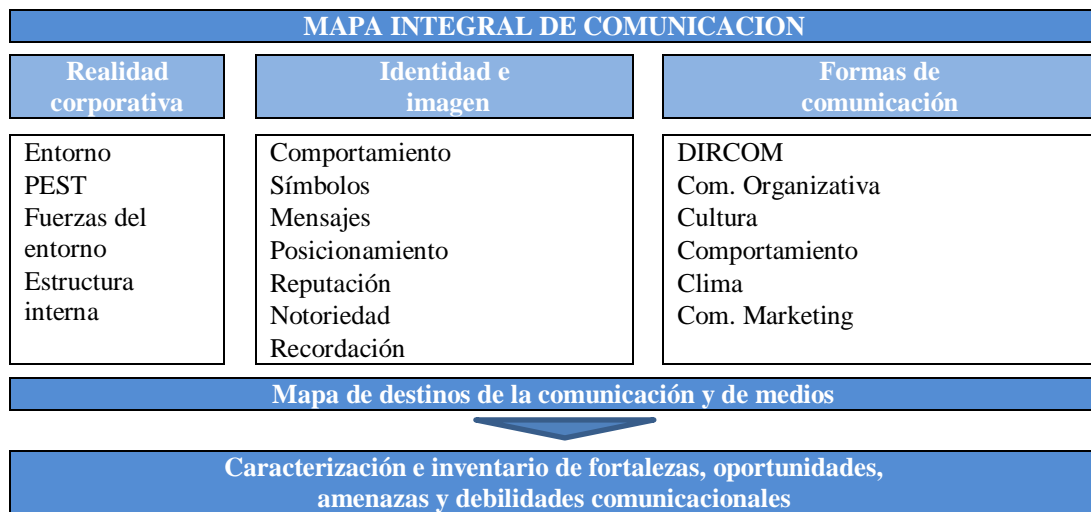 MAPA INTEGRAL DE COMUNICACION
Realidad
corporativa
Entorno
PEST
Fuerzas del
entorno
Estructura
interna
Identidad e
imagen
Comportamiento
Símbolos
Mensajes
Posicionamiento
Reputación
Notoriedad
Recordación
Formas de
comunicación
DIRCOM
Com. Organizativa
Cultura
Comportamiento
Clima
Com. Marketing
Mapa de destinos de la comunicación y de medios
Caracterización e inventario de fortalezas, oportunidades,
amenazas y debilidades comunicacionales